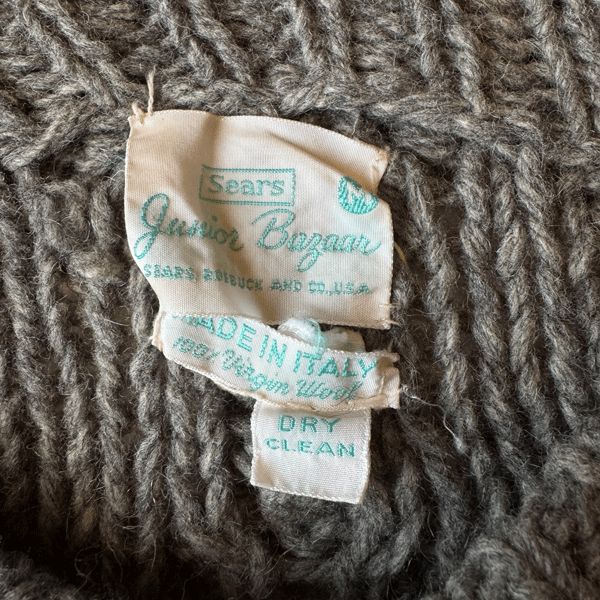 Sears
Junior Bazaar
SEARS, ROEBUCK AND CO., U.S.A.
MADE IN ITALY
100% Virgin Wool
DRY
CLEAN